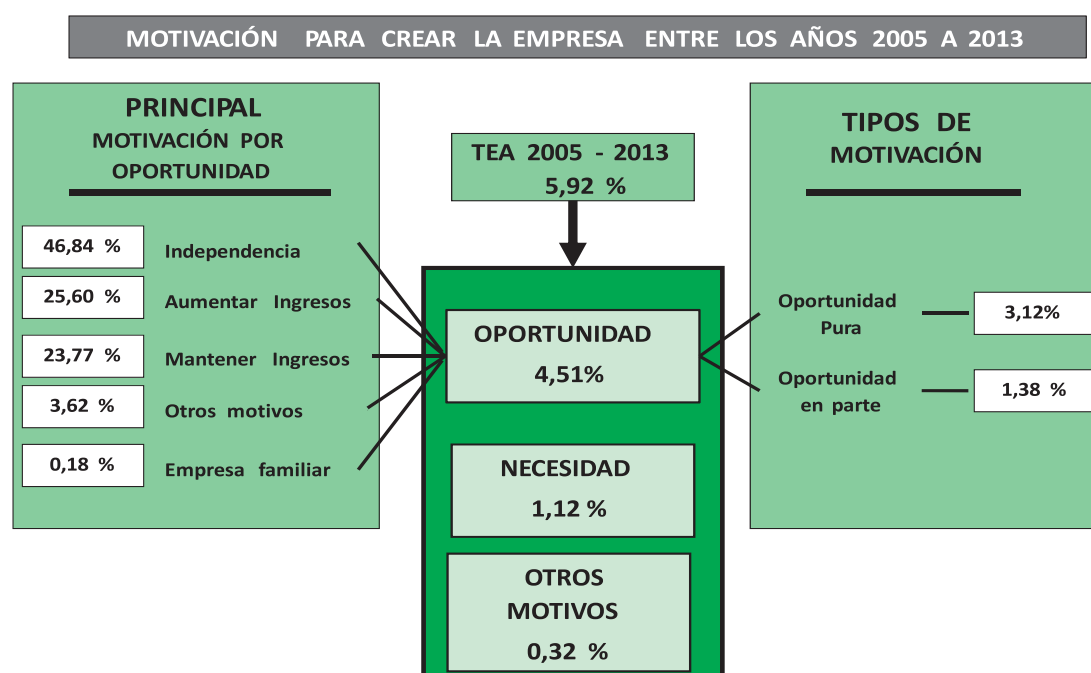 MOTIVACIÓN PARA CREAR LA EMPRESA ENTRE LOS AÑOS 2005 A 2013
PRINCIPAL
MOTIVACIÓN POR
OPORTUNIDAD
46,84 % Independencia
25,60 % Aumentar Ingresos
23,77 % Mantener Ingresos
3,62 % Otros motivos
0,18 % Empresa familiar
TEA 2005 - 2013
5,92 %
OPORTUNIDAD
4,51%
NECESIDAD
1,12 %
OTROS
MOTIVOS
0,32 %
TIPOS DE
MOTIVACIÓN
Oportunidad
Pura
3,12%
Oportunidad
en parte
1,38 %